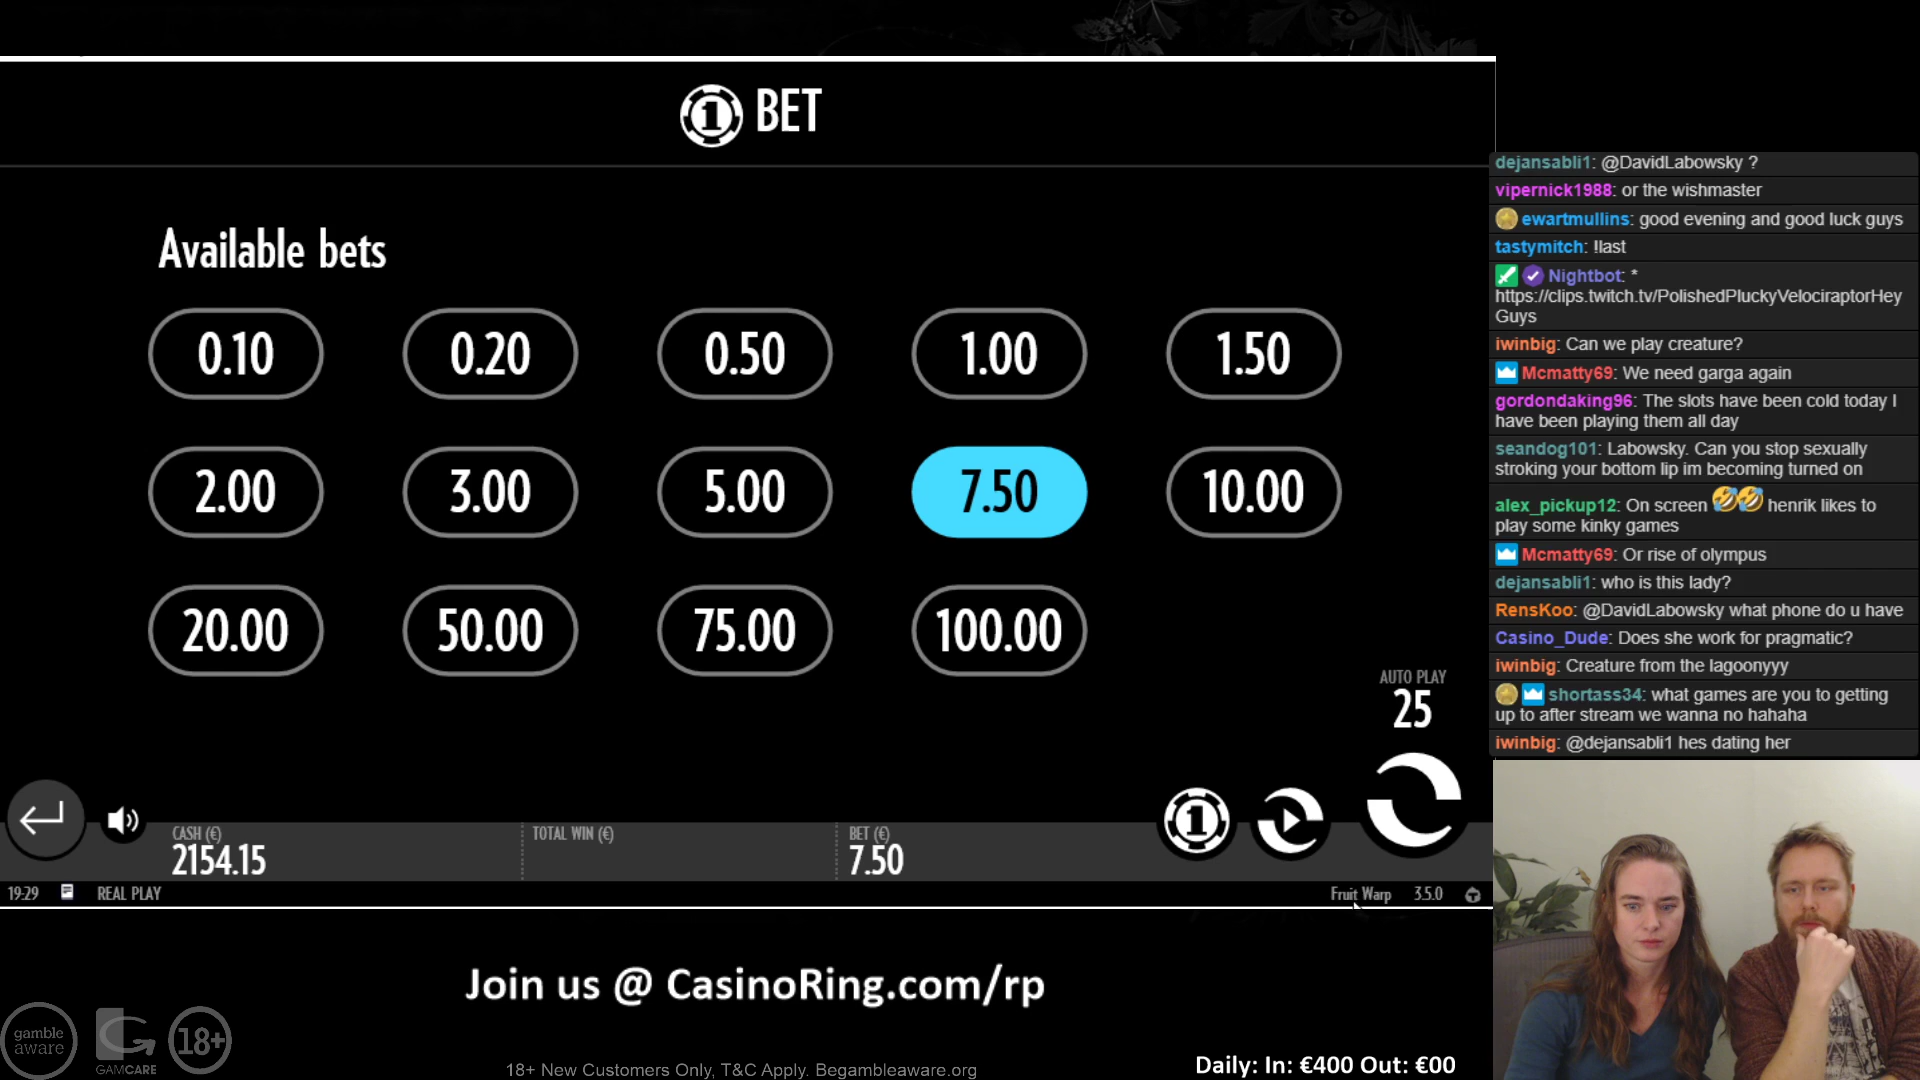 1 BET
Available bets
0.10 0.20 0.50 1.00 1.50
2.00 3.00 5.00 7.50 10.00
20.00 50.00 75.00 100.00
AUTO PLAY
25
CASH (€)
2154.15
TOTAL WIN (€)
BET (€)
7.50
1
19:29 REAL PLAY
Fruit Warp 3.5.0
Join us @ CasinoRing.com/rp
gamble
aware
GAMCARE
18+
18+ New Customers Only, T&C Apply. Begambleaware.org
Daily: In: €400 Out: €00
dejansabli1: @DavidLabowsky ?
vipernick1988: or the wishmaster
ewartmullins: good evening and good luck guys
tastymitch: !last
Nightbot: *
https://clips.twitch.tv/PolishedPluckyVelociraptorHey
Guys
iwinbig: Can we play creature?
Mcmatty69: We need garga again
gordondaking96: The slots have been cold today I
have been playing them all day
seandog101: Labowsky. Can you stop sexually
stroking your bottom lip im becoming turned on
alex_pickup12: On screen 🤣🤣 henrik likes to
play some kinky games
Mcmatty69: Or rise of olympus
dejansabli1: who is this lady?
RensKoo: @DavidLabowsky what phone do u have
Casino_Dude: Does she work for pragmatic?
iwinbig: Creature from the lagoonyyy
shortass34: what games are you to getting
up to after stream we wanna no hahaha
iwinbig: @dejansabli1 hes dating her